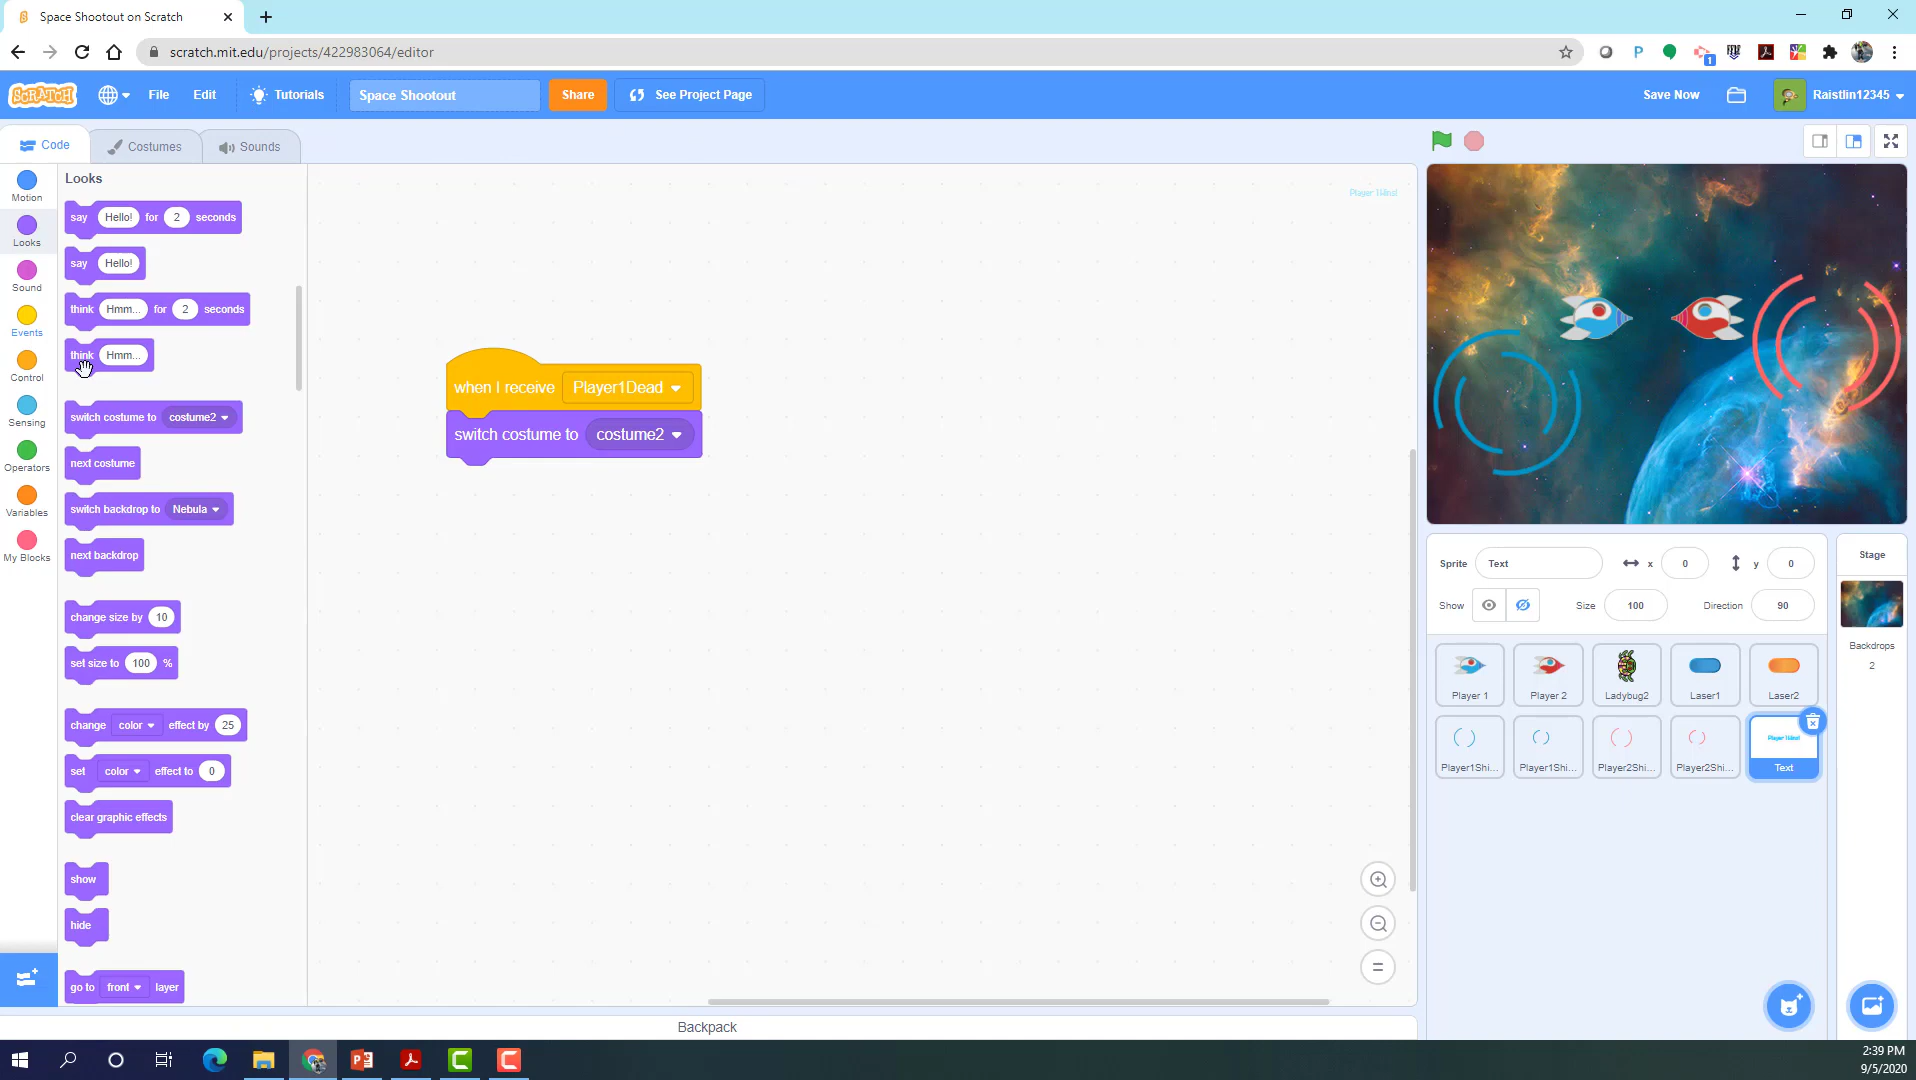 Space Shootout on Scratch
scratch.mit.edu/projects/422983064/editor
1
SCRATCH
File
Edit
Tutorials
Space Shootout
Share
See Project Page
Save Now
Raistlin12345
Code
Costumes
Sounds
Motion
Looks
Sound
Events
Control
Sensing
Operators
Variables
My Blocks
Looks
say Hello! for 2 seconds
say Hello!
think Hmm... for 2 seconds
think Hmm...
switch costume to costume2
next costume
switch backdrop to Nebula
next backdrop
change size by 10
set size to 100 %
change color effect by 25
set color effect to 0
clear graphic effects
show
hide
go to front layer
when I receive Player1Dead
switch costume to costume2
Backpack
Sprite Text x 0 y 0
Show Size 100 Direction 90
Player 1
Player 2
Ladybug2
Laser1
Laser2
Player1Shi...
Player1Shi...
Player2Shi...
Player2Shi...
Text
Stage
Backdrops
2
2:39 PM
9/5/2020